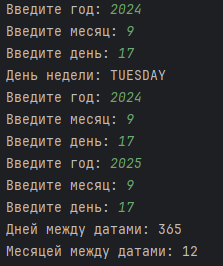 Введите год: 2024
Введите месяц: 9
Введите день: 17
День недели: TUESDAY
Введите год: 2024
Введите месяц: 9
Введите день: 17
Введите год: 2025
Введите месяц: 9
Введите день: 17
Дней между датами: 365
Месяцей между датами: 12